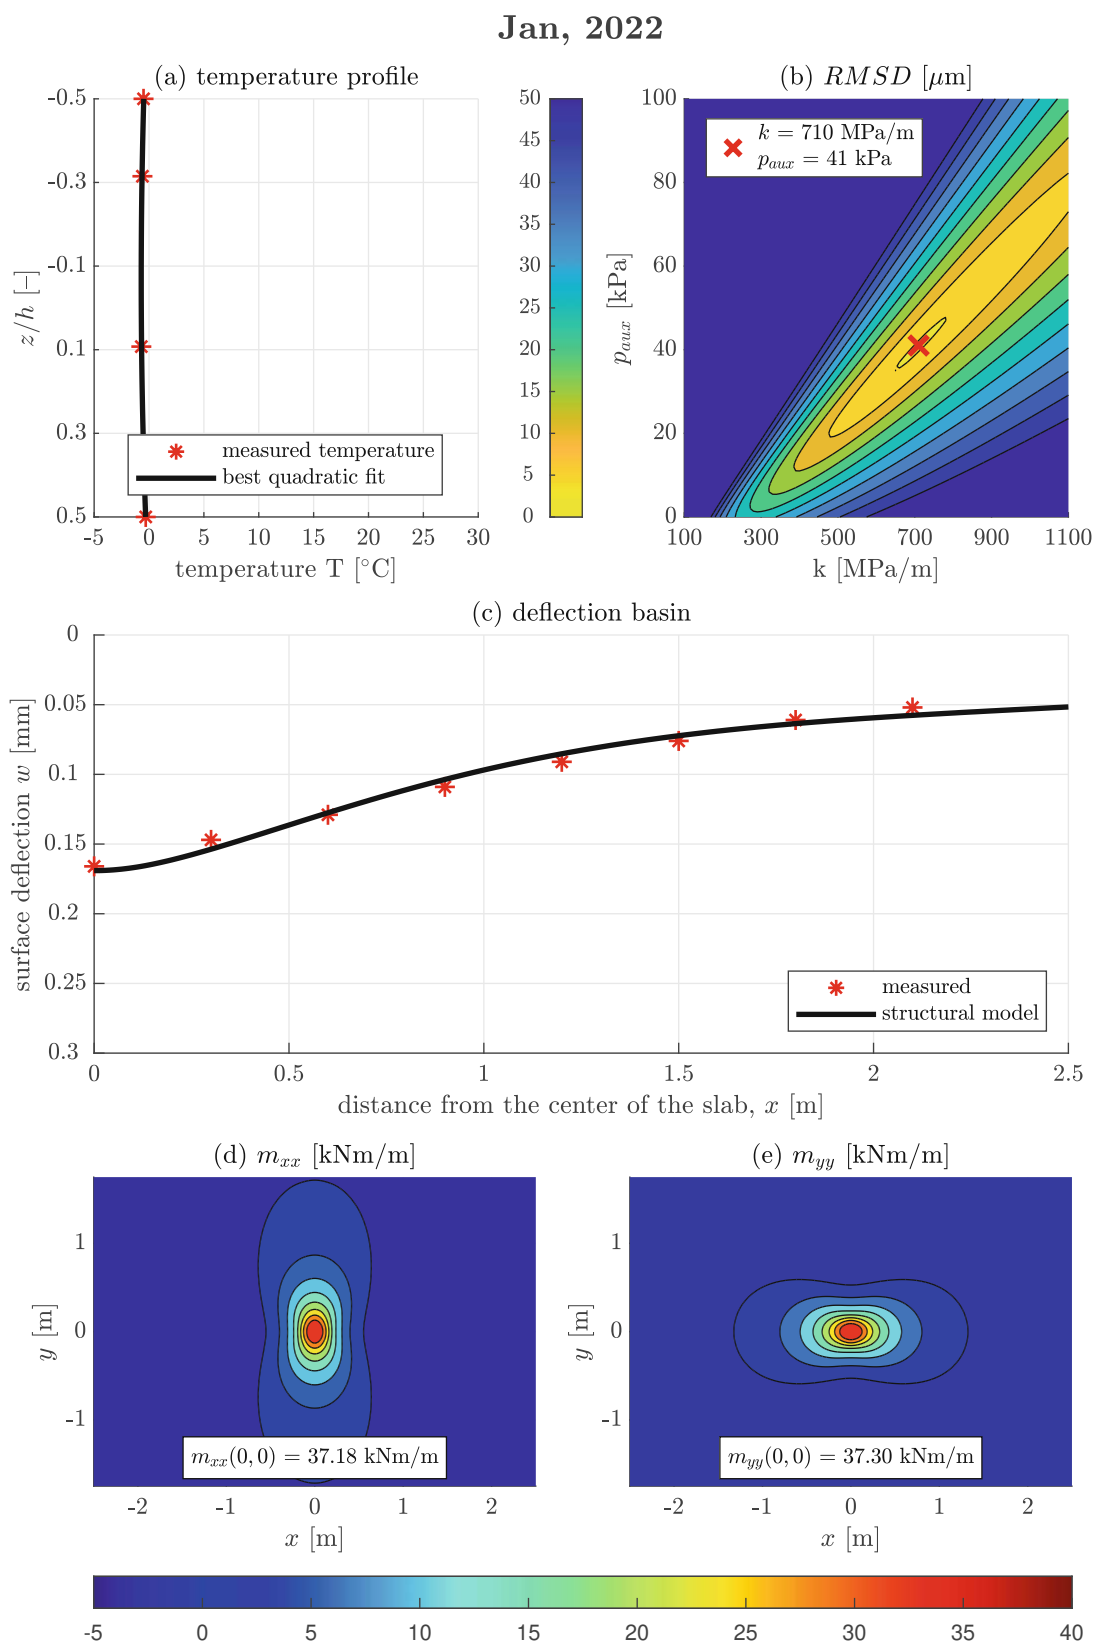 Jan, 2022
(a) temperature profile
-0.5
-0.3
-0.1
0.1
0.3
0.5
z/h [–]
measured temperature
best quadratic fit
-5 0 5 10 15 20 25 30
temperature T [°C]
50
45
40
35
30
25
20
15
10
5
0
(b) RMSD [μm]
k = 710 MPa/m
p_aux = 41 kPa
100
80
60
40
20
0
p_aux [kPa]
100 300 500 700 900 1100
k [MPa/m]
(c) deflection basin
0
0.05
0.1
0.15
0.2
0.25
0.3
surface deflection w [mm]
measured
structural model
0 0.5 1 1.5 2 2.5
distance from the center of the slab, x [m]
(d) m_xx [kNm/m]
1
0
-1
y [m]
m_xx(0, 0) = 37.18 kNm/m
-2 -1 0 1 2
x [m]
(e) m_yy [kNm/m]
1
0
-1
y [m]
m_yy(0, 0) = 37.30 kNm/m
-2 -1 0 1 2
x [m]
-5 0 5 10 15 20 25 30 35 40